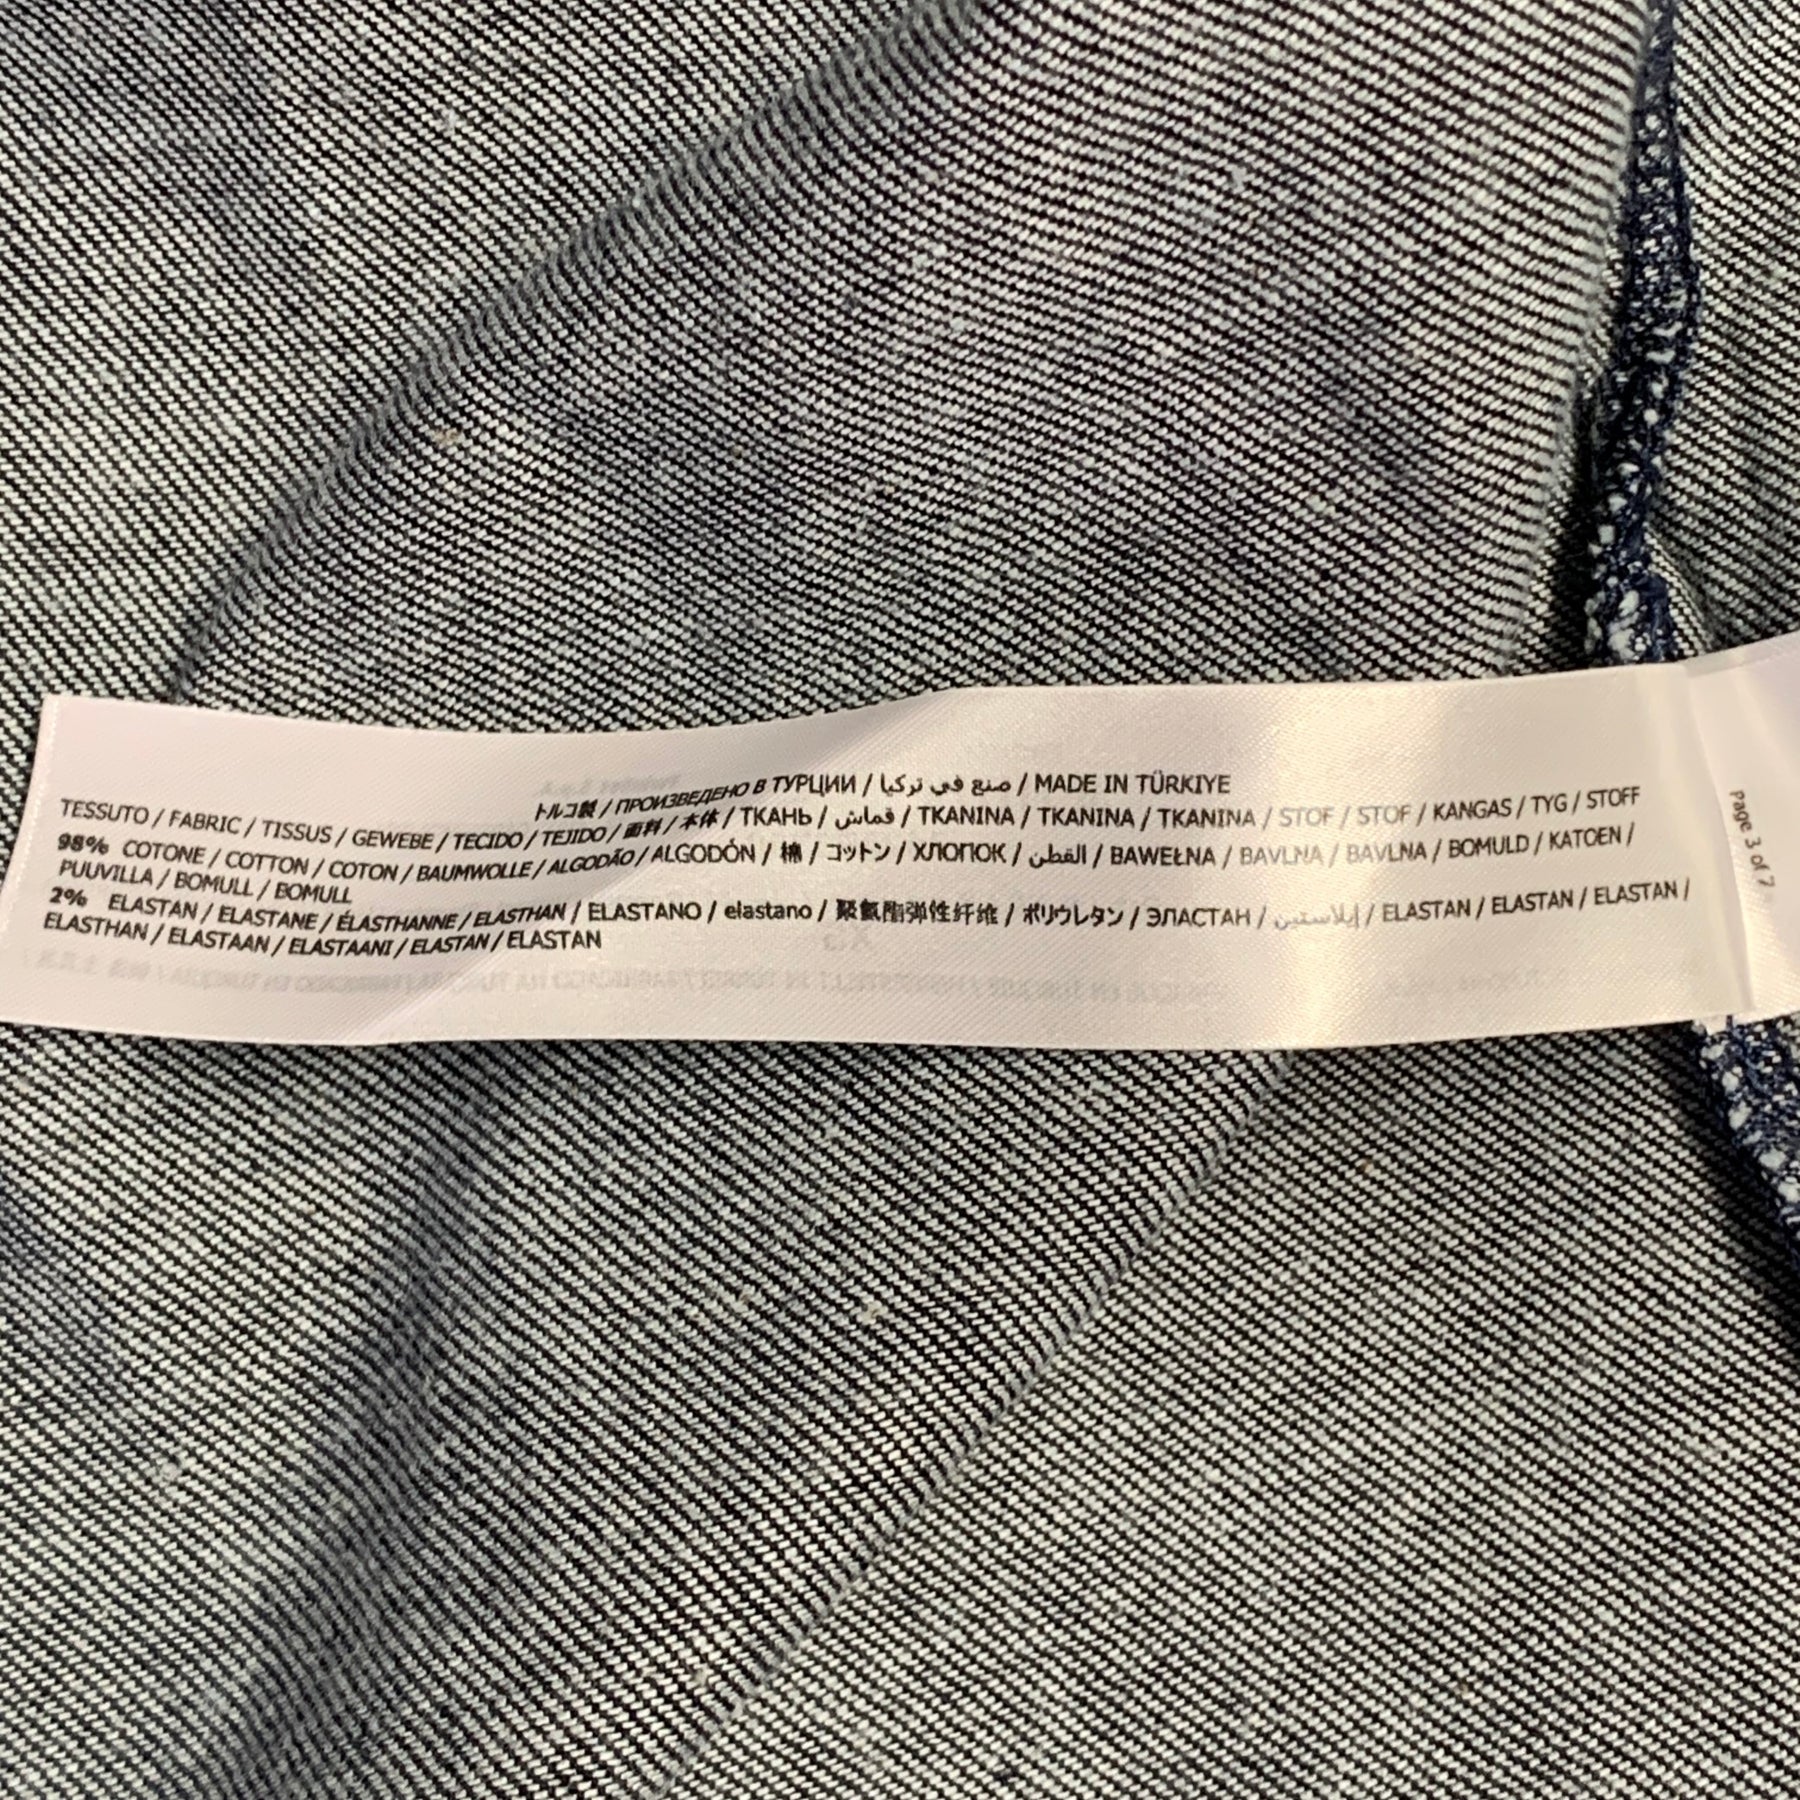 トルコ製 / ПРОИЗВЕДЕНО В ТУРЦИИ / صنع في تركيا / MADE IN TÜRKIYE
TESSUTO / FABRIC / TISSUS / GEWEBE / TECIDO / TEJIDO / 面料 / 本体 / ТКАНЬ / قماش / TKANINA / TKANINA / TKANINA / STOF / STOF / KANGAS / TYG / STOFF
98% COTONE / COTTON / COTON / BAUMWOLLE / ALGODÃO / ALGODÓN / 棉 / コットン / ХЛОПОК / القطن / BAWEŁNA / BAVLNA / BAVLNA / BOMULD / KATOEN /
PUUVILLA / BOMULL / BOMULL
2% ELASTAN / ELASTANE / ÉLASTHANNE / ELASTHAN / ELASTANO / elastano / 聚氨酯弹性纤维 / ポリウレタン / ЭЛАСТАН / إيلاستين / ELASTAN / ELASTAN / ELASTAN /
ELASTHAN / ELASTAAN / ELASTAANI / ELASTAN / ELASTAN
Page 3 of 7